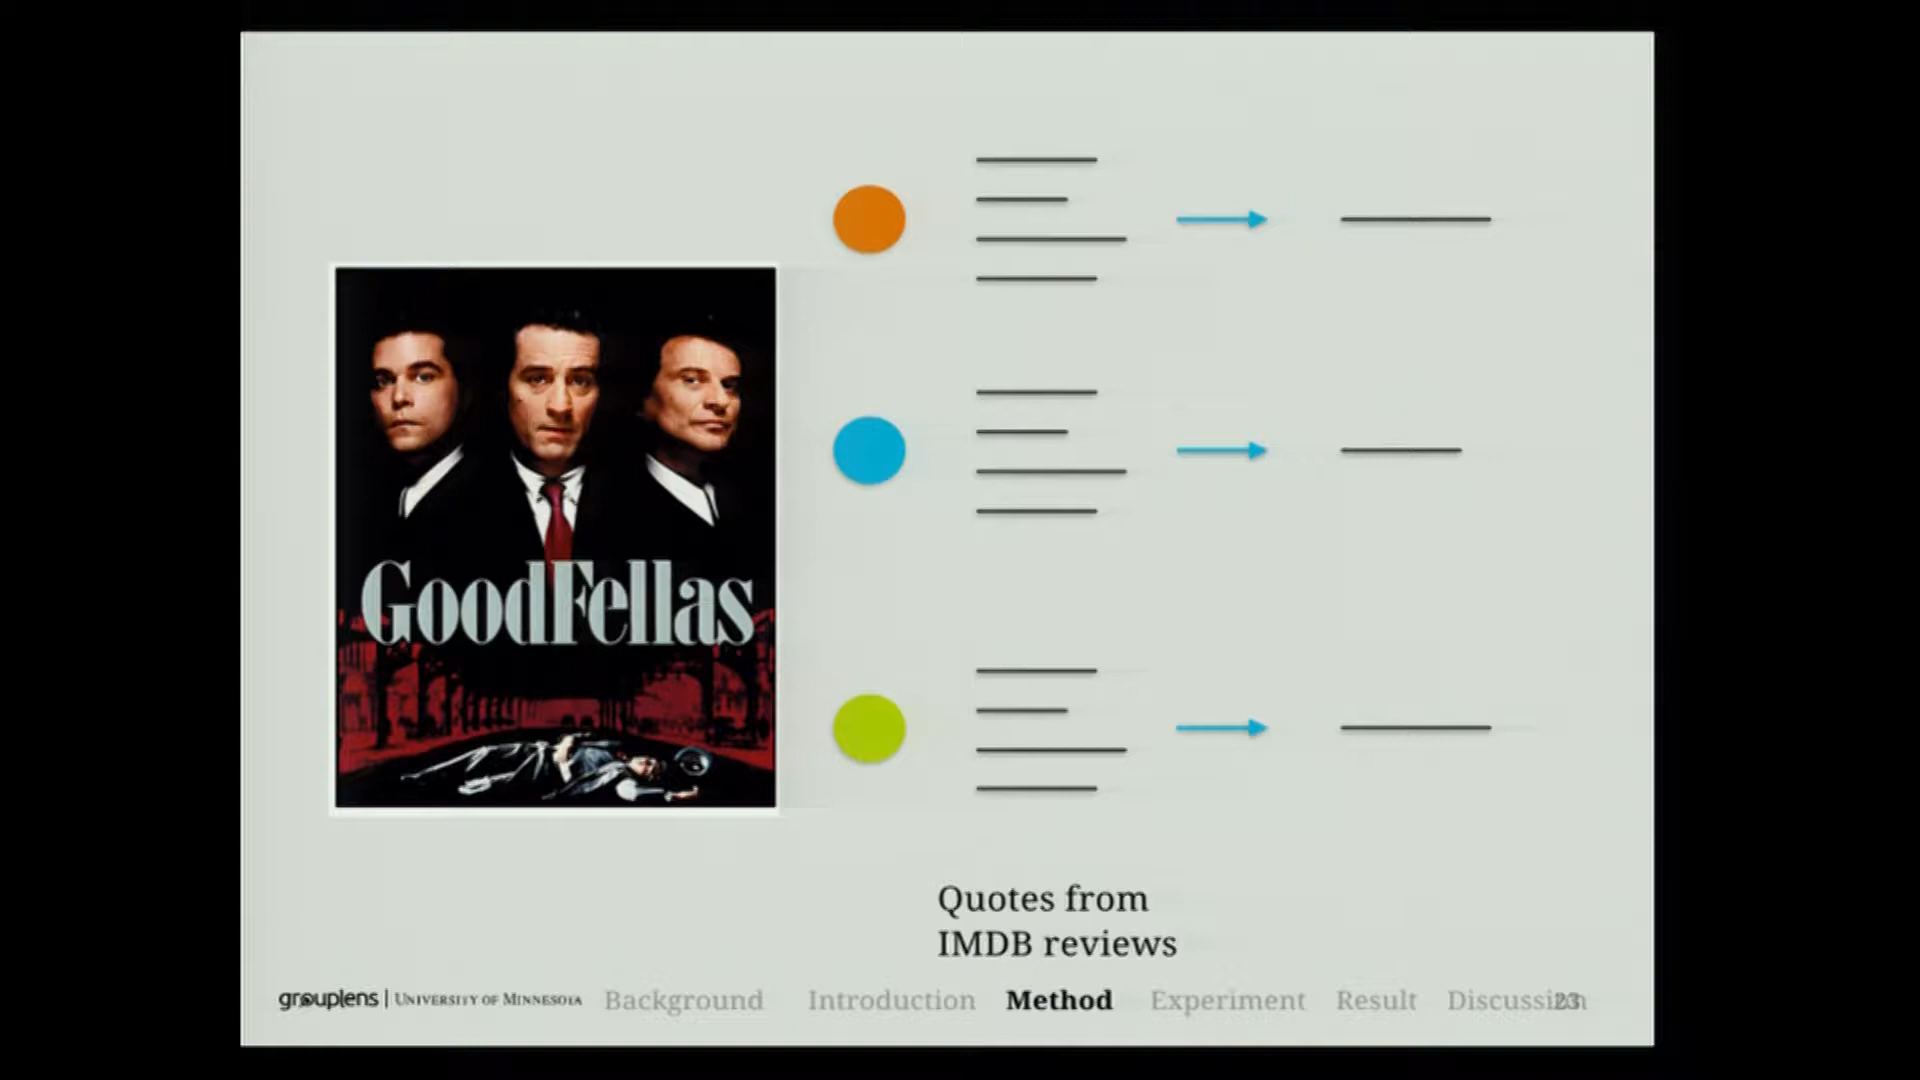 GoodFellas
Quotes from
IMDB reviews
grouplens | UNIVERSITY OF MINNESOTA Background Introduction Method Experiment Result Discussion 23